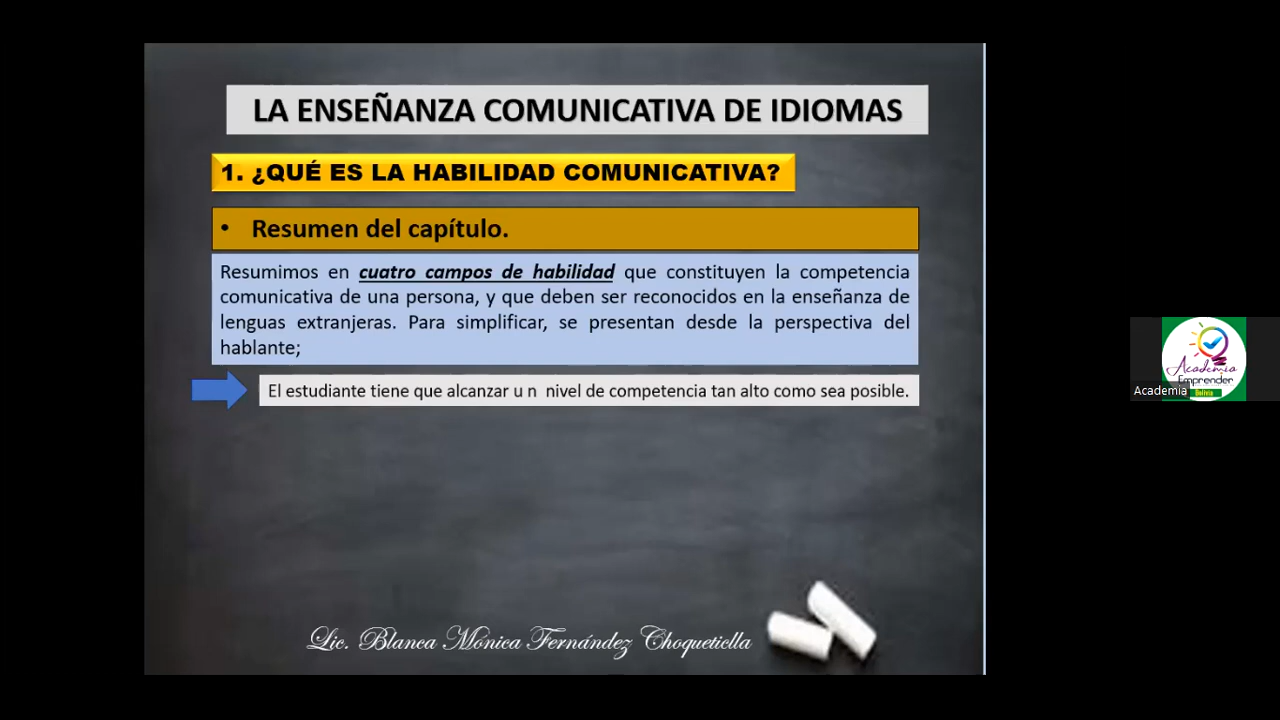 LA ENSEÑANZA COMUNICATIVA DE IDIOMAS
1. ¿QUÉ ES LA HABILIDAD COMUNICATIVA?
• Resumen del capítulo.
Resumimos en cuatro campos de habilidad que constituyen la competencia
comunicativa de una persona, y que deben ser reconocidos en la enseñanza de
lenguas extranjeras. Para simplificar, se presentan desde la perspectiva del
hablante;
El estudiante tiene que alcanzar u n nivel de competencia tan alto como sea posible.
Academia
Emprender
Bolivia
Academia
Lic. Blanca Mónica Fernández Choqueticlla